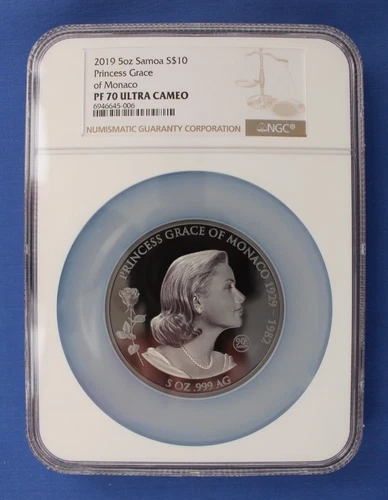 2019 5oz Samoa S$10
Princess Grace
of Monaco
PF 70 ULTRA CAMEO
6946645-006
NUMISMATIC GUARANTY CORPORATION
NGC®
PRINCESS GRACE OF MONACO 1929 - 1982
90
5 OZ .999 AG